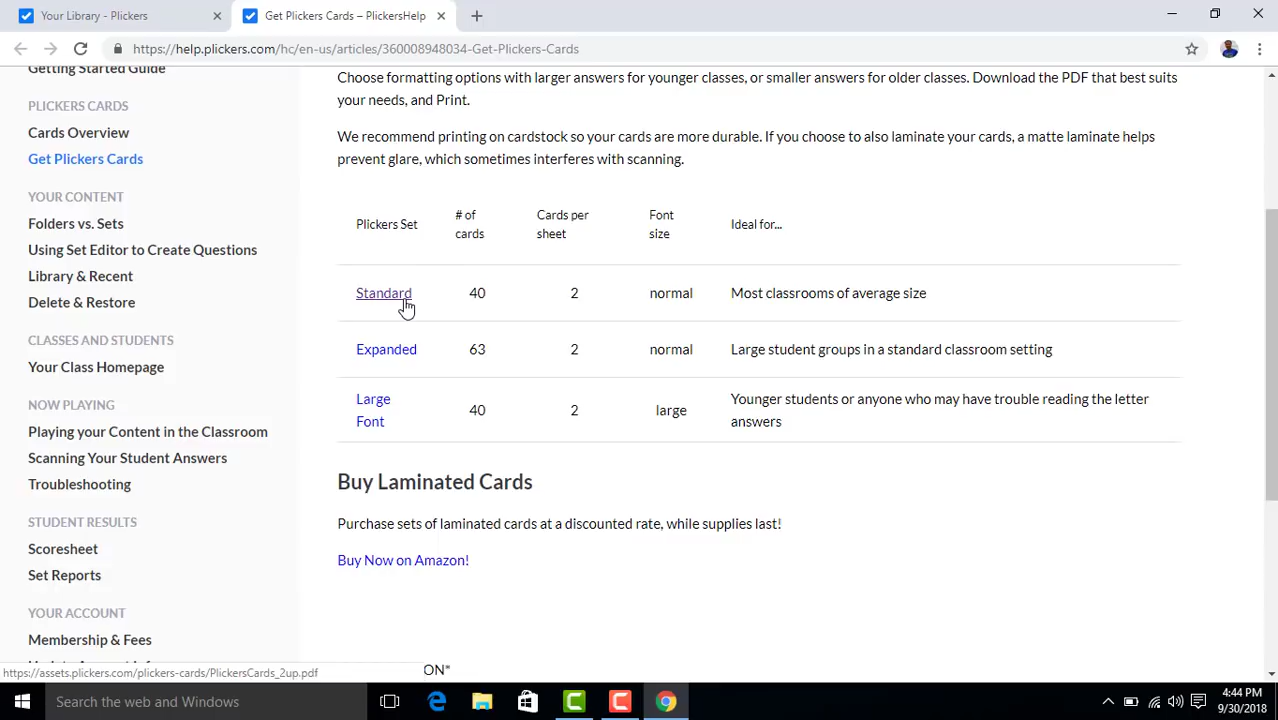 Your Library - Plickers
Get Plickers Cards – PlickersHelp
https://help.plickers.com/hc/en-us/articles/360008948034-Get-Plickers-Cards
Getting Started Guide
PLICKERS CARDS
Cards Overview
Get Plickers Cards
YOUR CONTENT
Folders vs. Sets
Using Set Editor to Create Questions
Library & Recent
Delete & Restore
CLASSES AND STUDENTS
Your Class Homepage
NOW PLAYING
Playing your Content in the Classroom
Scanning Your Student Answers
Troubleshooting
STUDENT RESULTS
Scoresheet
Set Reports
YOUR ACCOUNT
Membership & Fees
Choose formatting options with larger answers for younger classes, or smaller answers for older classes. Download the PDF that best suits
your needs, and Print.
We recommend printing on cardstock so your cards are more durable. If you choose to also laminate your cards, a matte laminate helps
prevent glare, which sometimes interferes with scanning.
Plickers Set # of cards Cards per sheet Font size Ideal for...
Standard 40 2 normal Most classrooms of average size
Expanded 63 2 normal Large student groups in a standard classroom setting
Large Font 40 2 large Younger students or anyone who may have trouble reading the letter
answers
Buy Laminated Cards
Purchase sets of laminated cards at a discounted rate, while supplies last!
Buy Now on Amazon!
ON*
https://assets.plickers.com/plickers-cards/PlickersCards_2up.pdf
Search the web and Windows
4:44 PM
9/30/2018